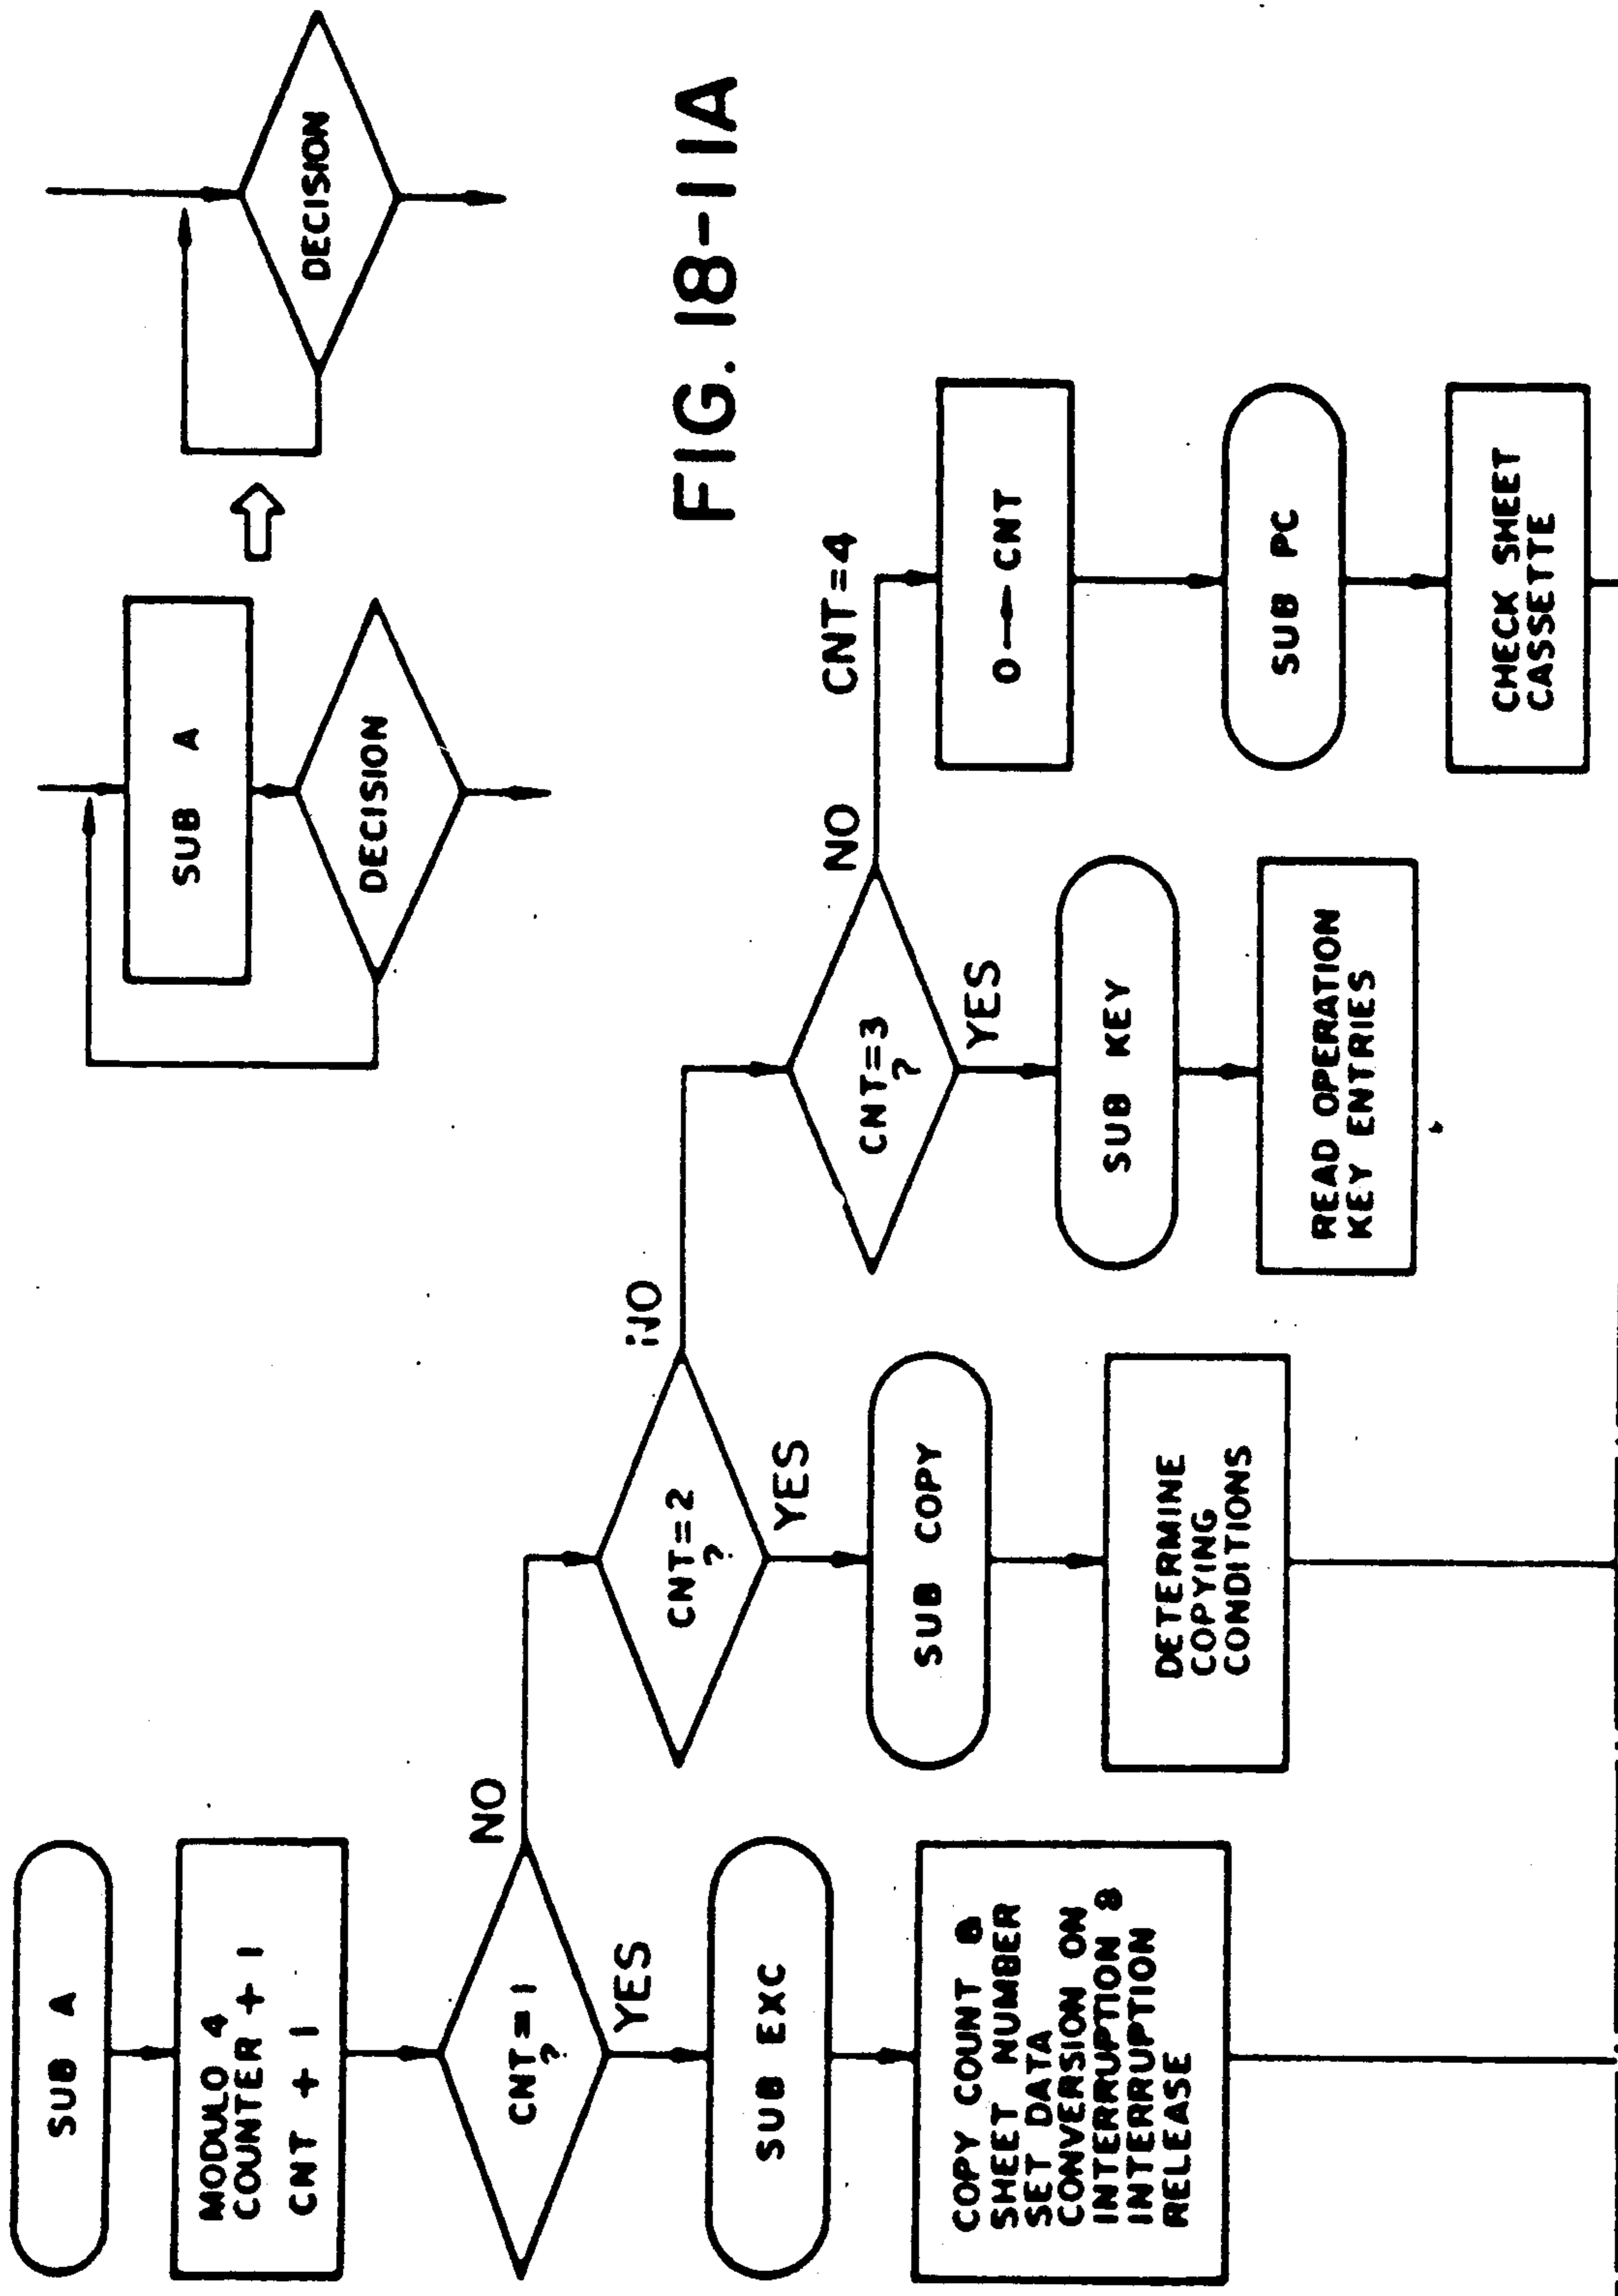 SUB A
MODULO 4
COUNTER + 1
CNT + 1
CNT=1
?
NO
YES
SUB EXC
COPY COUNT &
SHEET NUMBER
SET DATA
CONVERSION ON
INTERRUPTION &
INTERRUPTION
RELEASE
CNT=2
?
NO
YES
SUB COPY
DETERMINE
COPYING
CONDITIONS
CNT=3
?
NO
YES
SUB KEY
READ OPERATION
KEY ENTRIES
CNT=4
0→CNT
SUB PC
CHECK SHEET
CASSETTE
SUB A
DECISION
DECISION
FIG. 18-11A